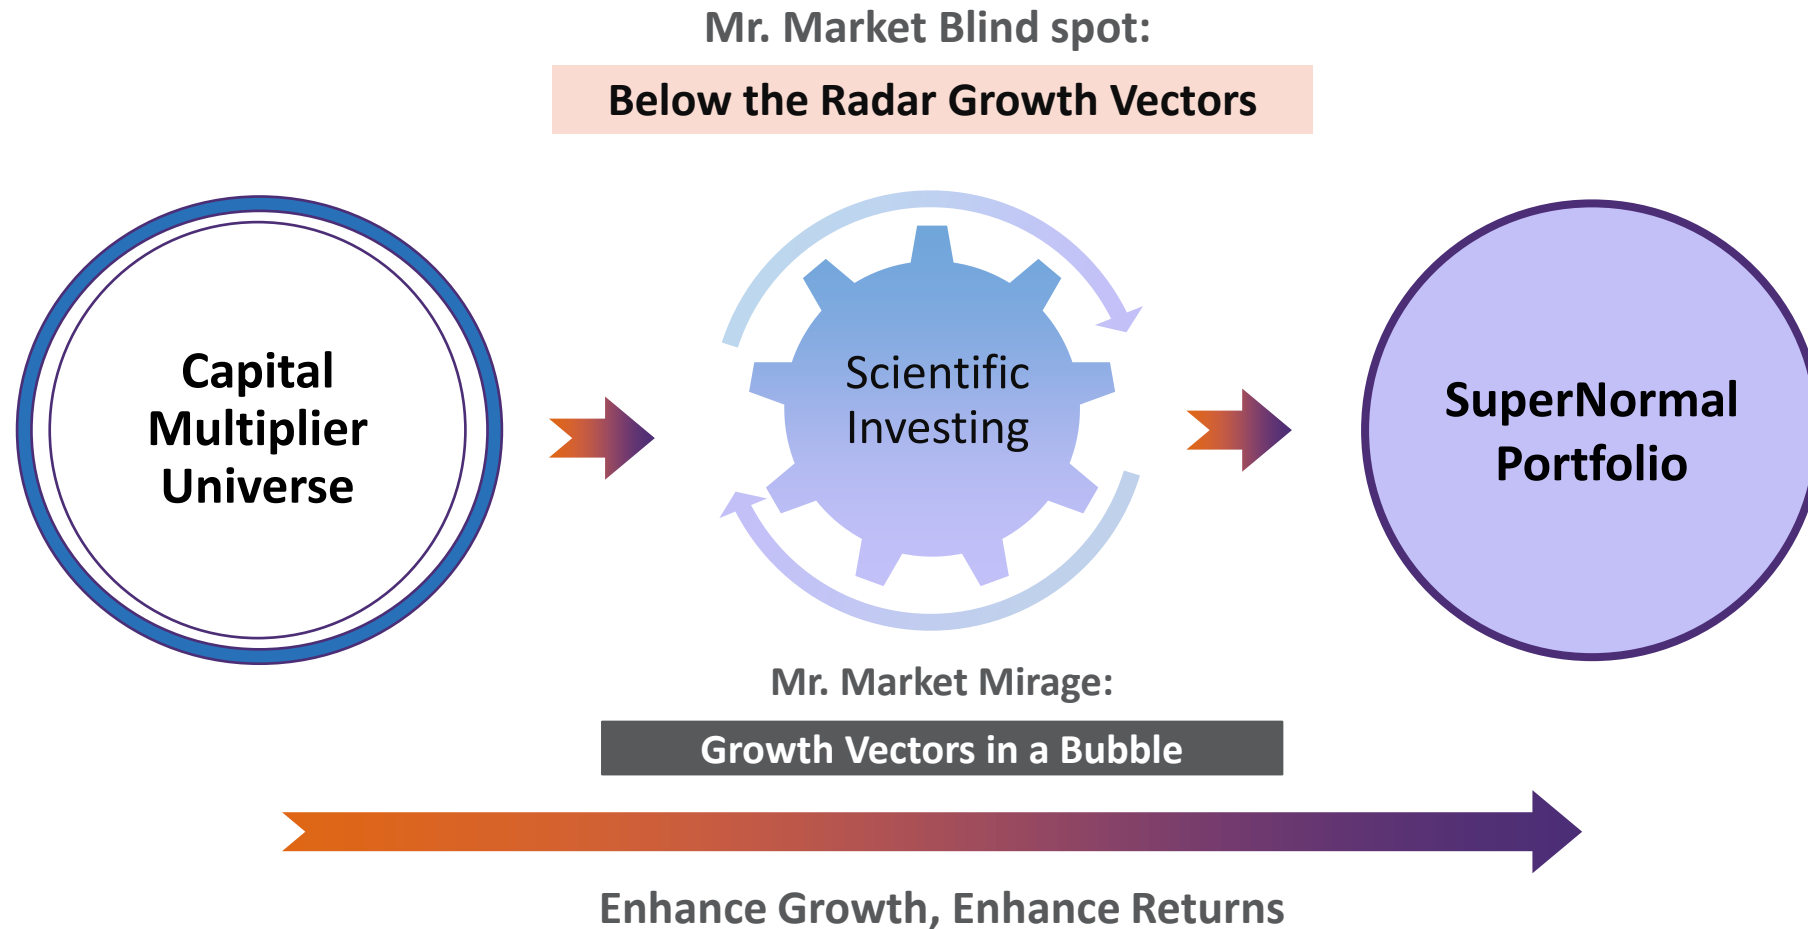 Mr. Market Blind spot:
Below the Radar Growth Vectors
Capital
Multiplier
Universe
Scientific
Investing
SuperNormal
Portfolio
Mr. Market Mirage:
Growth Vectors in a Bubble
Enhance Growth, Enhance Returns